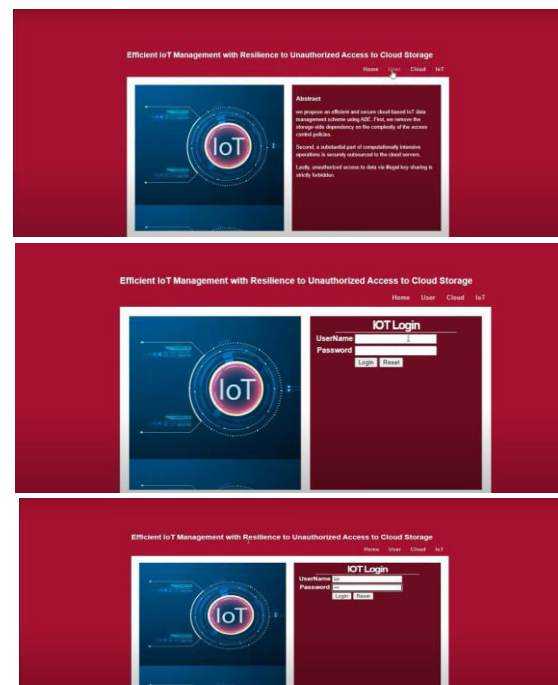 Efficient IoT Management with Resilience to Unauthorized Access to Cloud Storage
Home User Cloud IoT
IoT
Abstract
we propose an efficient and secure cloud-based IoT data
management scheme using ABE. First, we remove the
storage-side dependency on the complexity of the access
control policies.
Second, a substantial part of computationally intensive
operations is securely outsourced to the cloud servers.
Lastly, unauthorized access to data via illegal key-sharing is
strictly forbidden.
Efficient IoT Management with Resilience to Unauthorized Access to Cloud Storage
Home User Cloud IoT
IoT
IOT Login
UserName
Password
Login Reset
Efficient IoT Management with Resilience to Unauthorized Access to Cloud Storage
Home User Cloud IoT
IoT
IOT Login
UserName
Password
Login Reset